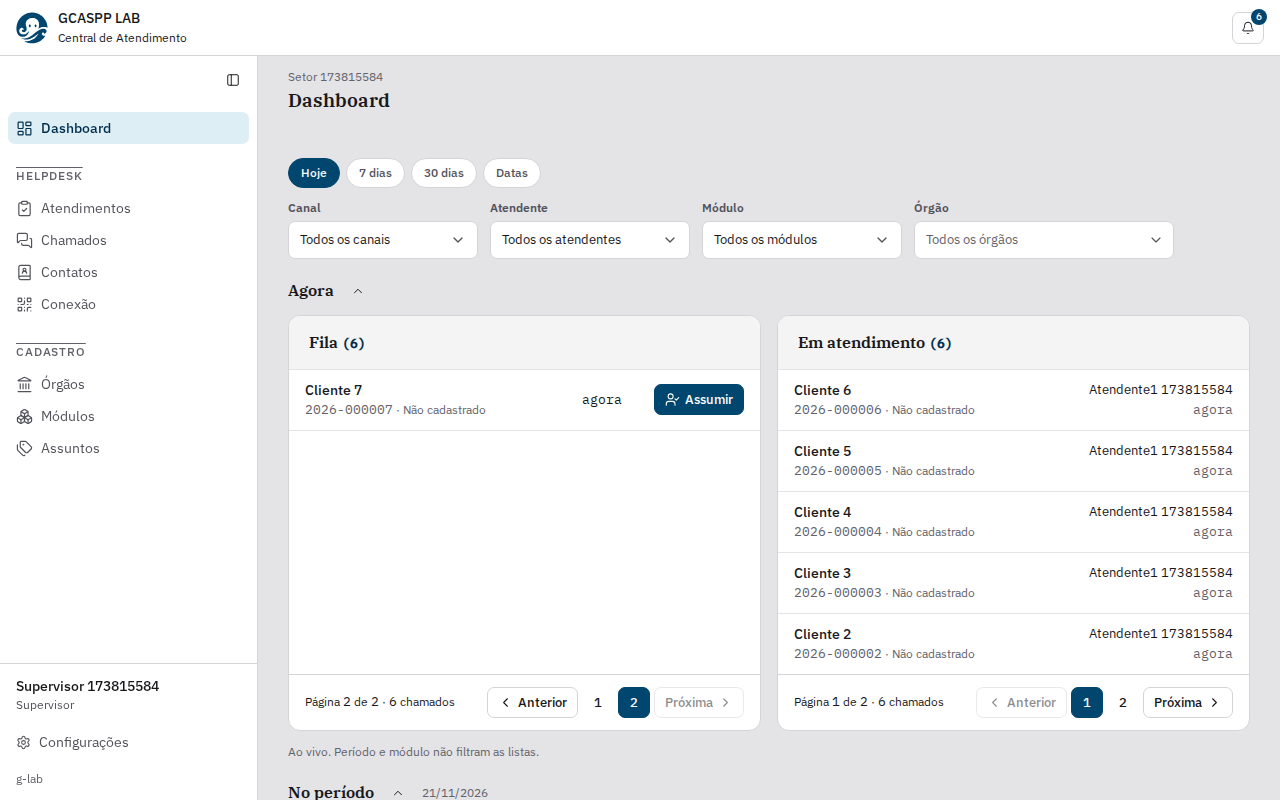 GCASPP LAB
Central de Atendimento
6
Dashboard
HELPDESK
Atendimentos
Chamados
Contatos
Conexão
CADASTRO
Órgãos
Módulos
Assuntos
Supervisor 173815584
Supervisor
Configurações
g-lab
Setor 173815584
Dashboard
Hoje 7 dias 30 dias Datas
Canal Atendente Módulo Órgão
Todos os canais Todos os atendentes Todos os módulos Todos os órgãos
Agora
Fila (6)
Cliente 7
2026-000007 · Não cadastrado
agora
Assumir
Página 2 de 2 · 6 chamados
Anterior 1 2 Próxima
Em atendimento (6)
Cliente 6 Atendente1 173815584
2026-000006 · Não cadastrado agora
Cliente 5 Atendente1 173815584
2026-000005 · Não cadastrado agora
Cliente 4 Atendente1 173815584
2026-000004 · Não cadastrado agora
Cliente 3 Atendente1 173815584
2026-000003 · Não cadastrado agora
Cliente 2 Atendente1 173815584
2026-000002 · Não cadastrado agora
Página 1 de 2 · 6 chamados
Anterior 1 2 Próxima
Ao vivo. Período e módulo não filtram as listas.
No período 21/11/2026